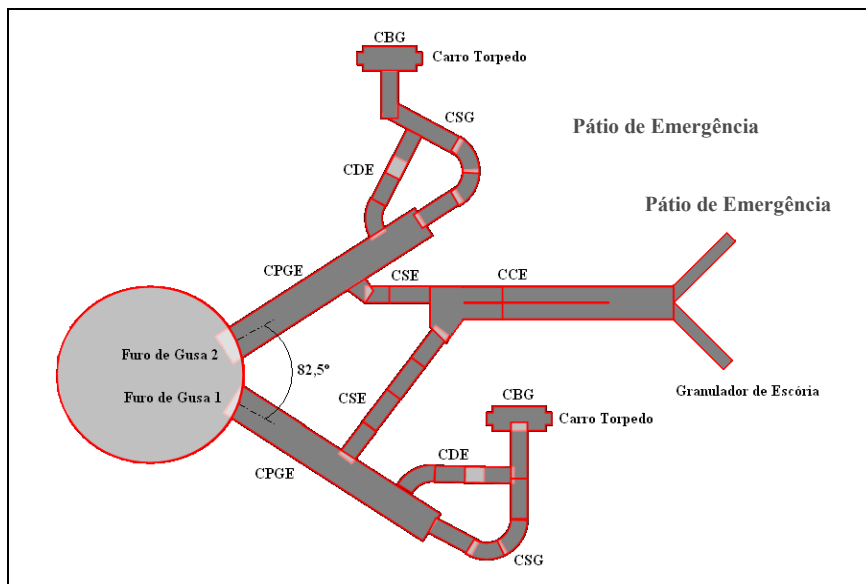 CBG
Carro Torpedo
CSG
Pátio de Emergência
CDE
Pátio de Emergência
CPGE
CSE
CCE
Furo de Gusa 2
82,5º
Furo de Gusa 1
CSE
CBG
Granulador de Escória
Carro Torpedo
CDE
CPGE
CSG